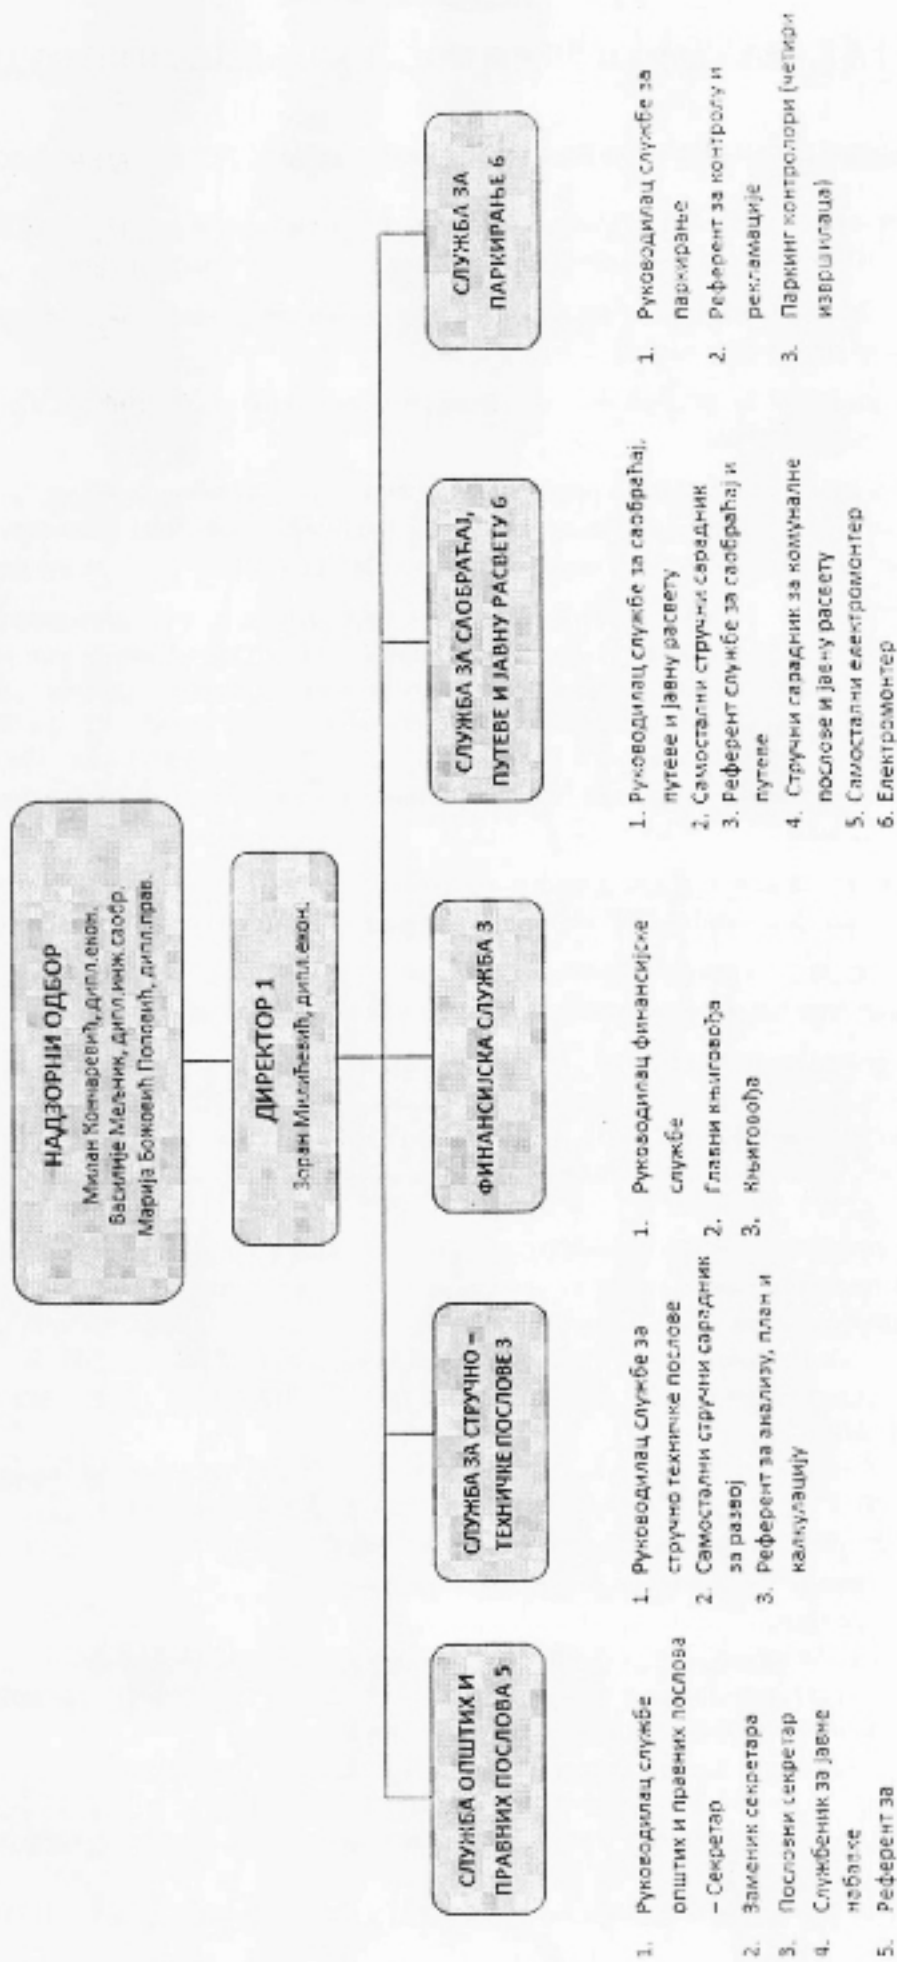 НАДЗОРНИ ОДБОР
Милан Кончаревић, дипл.екон.
Василије Мељник, дипл.инж.саобр.
Марија Божовић Поповић, дипл.прав.
ДИРЕКТОР 1
Зоран Милићевић, дипл.екон.
СЛУЖБА ОПШТИХ И
ПРАВНИХ ПОСЛОВА 5
СЛУЖБА ЗА СТРУЧНО –
ТЕХНИЧКЕ ПОСЛОВЕ 3
ФИНАНСИЈСКА СЛУЖБА 3
СЛУЖБА ЗА САОБРАЋАЈ,
ПУТЕВЕ И ЈАВНУ РАСВЕТУ 6
СЛУЖБА ЗА
ПАРКИРАЊЕ 6
1. Руководилац службе
општих и правних послова
– Секретар
2. Заменик секретара
3. Пословни секретар
4. Службеник за јавне
набавке
5. Референт за
1. Руководилац службе за
стручно техничке послове
2. Самостални стручни сарадник
за развој
3. Референт за анализу, план и
калкулацију
1. Руководилац финансијске
службе
2. Главни књиговођа
3. Књиговођа
1. Руководилац службе за саобраћај,
путеве и јавну расвету
2. Самостални стручни сарадник
3. Референт службе за саобраћај и
путеве
4. Стручни сарадник за комуналне
послове и јавну расвету
5. Самостални електромонтер
6. Електромонтер
1. Руководилац службе за
паркирање
2. Референт за контролу и
рекламације
3. Паркинг контролори (четири
извршилаца)